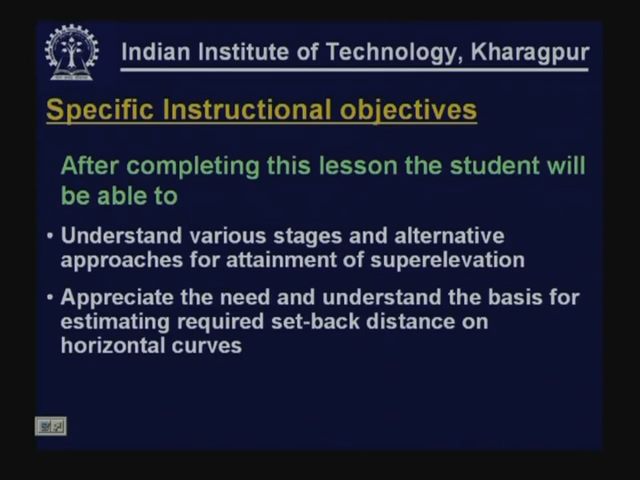 Indian Institute of Technology, Kharagpur
Specific Instructional objectives
After completing this lesson the student will
be able to
• Understand various stages and alternative
approaches for attainment of superelevation
• Appreciate the need and understand the basis for
estimating required set-back distance on
horizontal curves